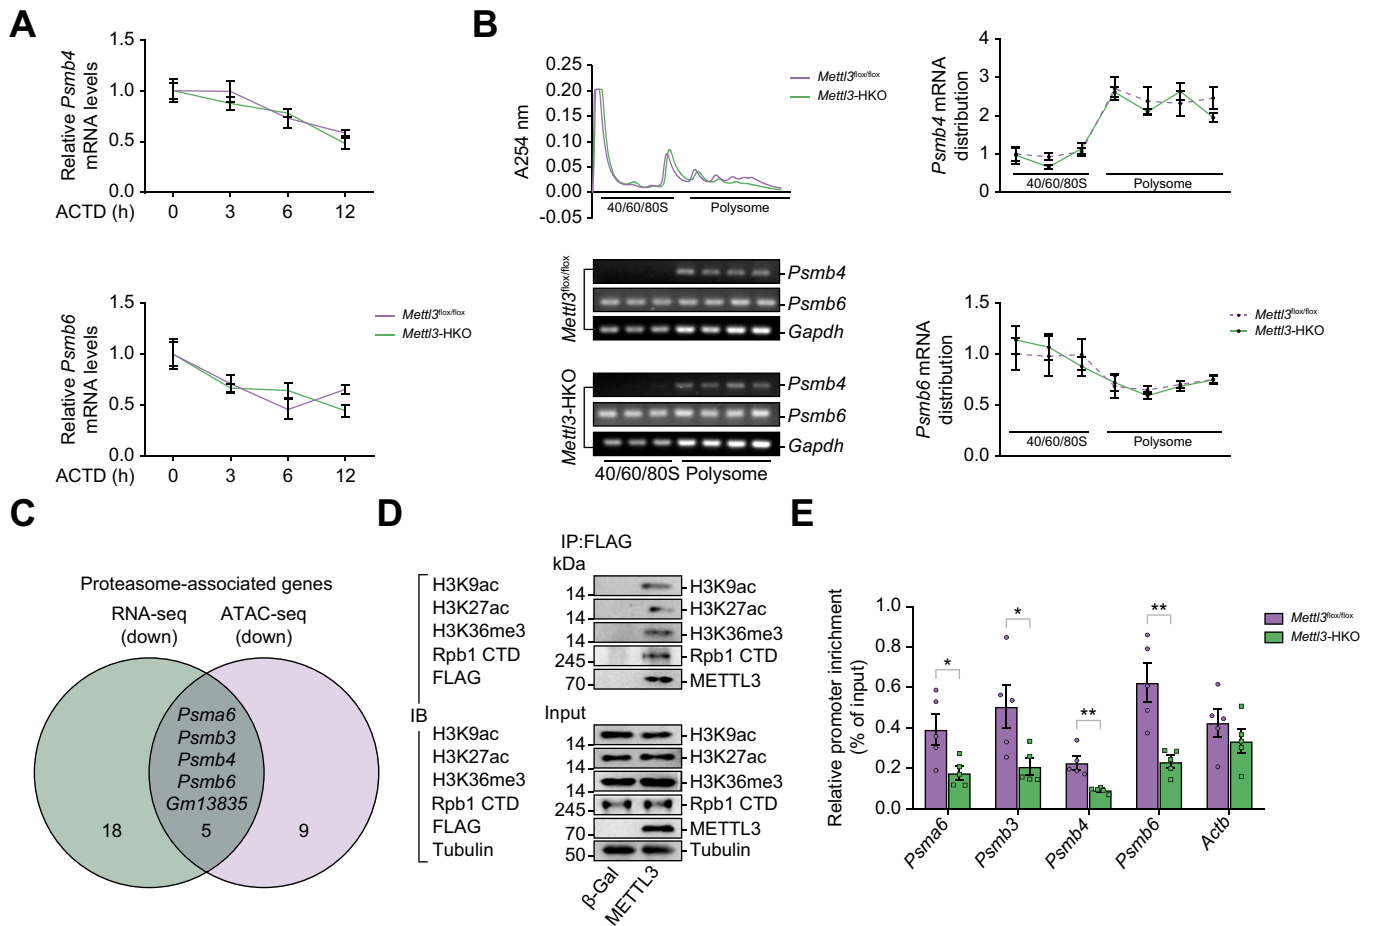 A
Relative Psmb4
mRNA levels
1.5
1.0
0.5
0.0
ACTD (h)
0
3
6
12
Relative Psmb6
mRNA levels
1.5
1.0
0.5
0.0
ACTD (h)
0
3
6
12
Mettl3flox/flox
Mettl3-HKO
B
A254 nm
0.25
0.20
0.15
0.10
0.05
0.00
-0.05
40/60/80S
Polysome
Mettl3flox/flox
Mettl3-HKO
Psmb4 mRNA
distribution
4
3
2
1
0
40/60/80S
Polysome
Mettl3flox/flox
Psmb4
Psmb6
Gapdh
Mettl3-HKO
Psmb4
Psmb6
Gapdh
40/60/80S
Polysome
Psmb6 mRNA
distribution
1.5
1.0
0.5
0.0
40/60/80S
Polysome
Mettl3flox/flox
Mettl3-HKO
C
Proteasome-associated genes
RNA-seq
(down)
ATAC-seq
(down)
Psma6
Psmb3
Psmb4
Psmb6
Gm13835
18
5
9
D
IP:FLAG
kDa
IB
H3K9ac
14
H3K9ac
H3K27ac
14
H3K27ac
H3K36me3
14
H3K36me3
Rpb1 CTD
245
Rpb1 CTD
FLAG
70
METTL3
Input
H3K9ac
14
H3K9ac
H3K27ac
14
H3K27ac
H3K36me3
14
H3K36me3
Rpb1 CTD
245
Rpb1 CTD
FLAG
70
METTL3
Tubulin
50
Tubulin
β-Gal
METTL3
E
Relative promoter inrichment
(% of input)
1.0
0.8
0.6
0.4
0.2
0.0
*
*
**
**
Psma6
Psmb3
Psmb4
Psmb6
Actb
Mettl3flox/flox
Mettl3-HKO